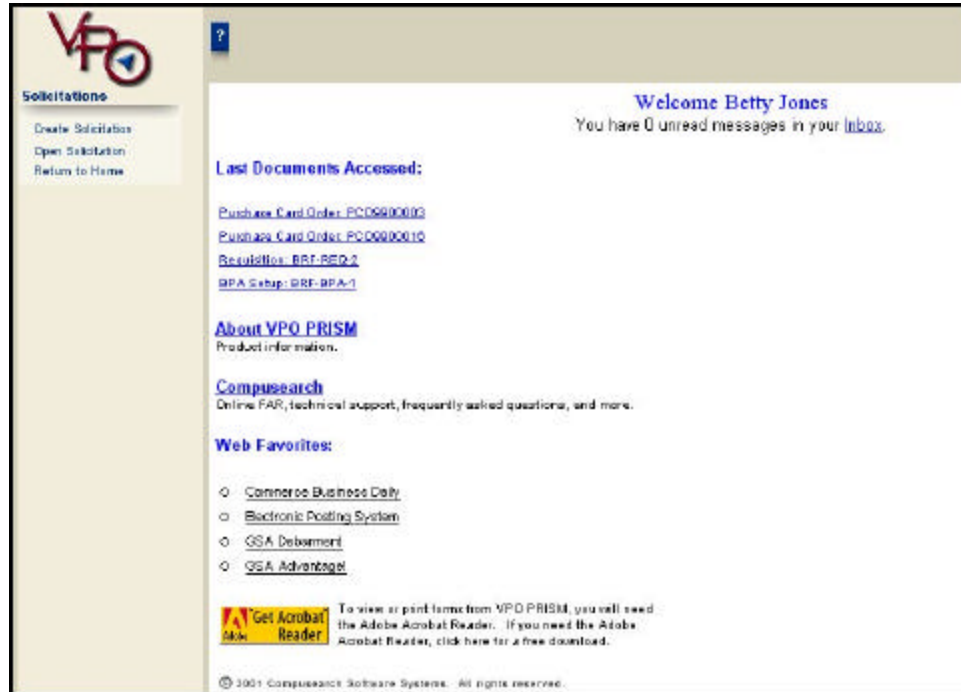 VPO
?
Solicitations
Create Solicitation
Open Solicitation
Return to Home
Welcome Betty Jones
You have 0 unread messages in your Inbox.
Last Documents Accessed:
Purchase Card Order: PCO9900003
Purchase Card Order: PCO9900016
Requisition: BRF-REQ-2
BPA Setup: BRF-BPA-1
About VPO PRISM
Product information.
Compusearch
Online FAR, technical support, frequently asked questions, and more.
Web Favorites:
Commerce Business Daily
Electronic Posting System
GSA Debarment
GSA Advantage!
Get Acrobat
Adobe Reader
To view or print forms from VPO PRISM, you will need
the Adobe Acrobat Reader. If you need the Adobe
Acrobat Reader, click here for a free download.
© 2001 Compusearch Software Systems. All rights reserved.